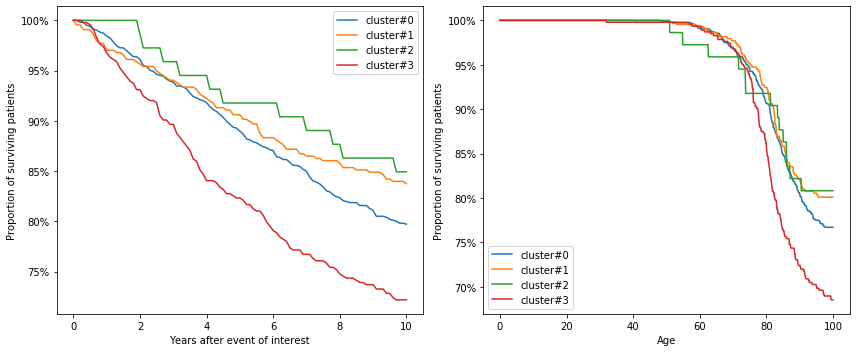 Proportion of surviving patients
100%
95%
90%
85%
80%
75%
0
2
4
6
8
10
Years after event of interest
cluster#0
cluster#1
cluster#2
cluster#3
Proportion of surviving patients
100%
95%
90%
85%
80%
75%
70%
0
20
40
60
80
100
Age
cluster#0
cluster#1
cluster#2
cluster#3